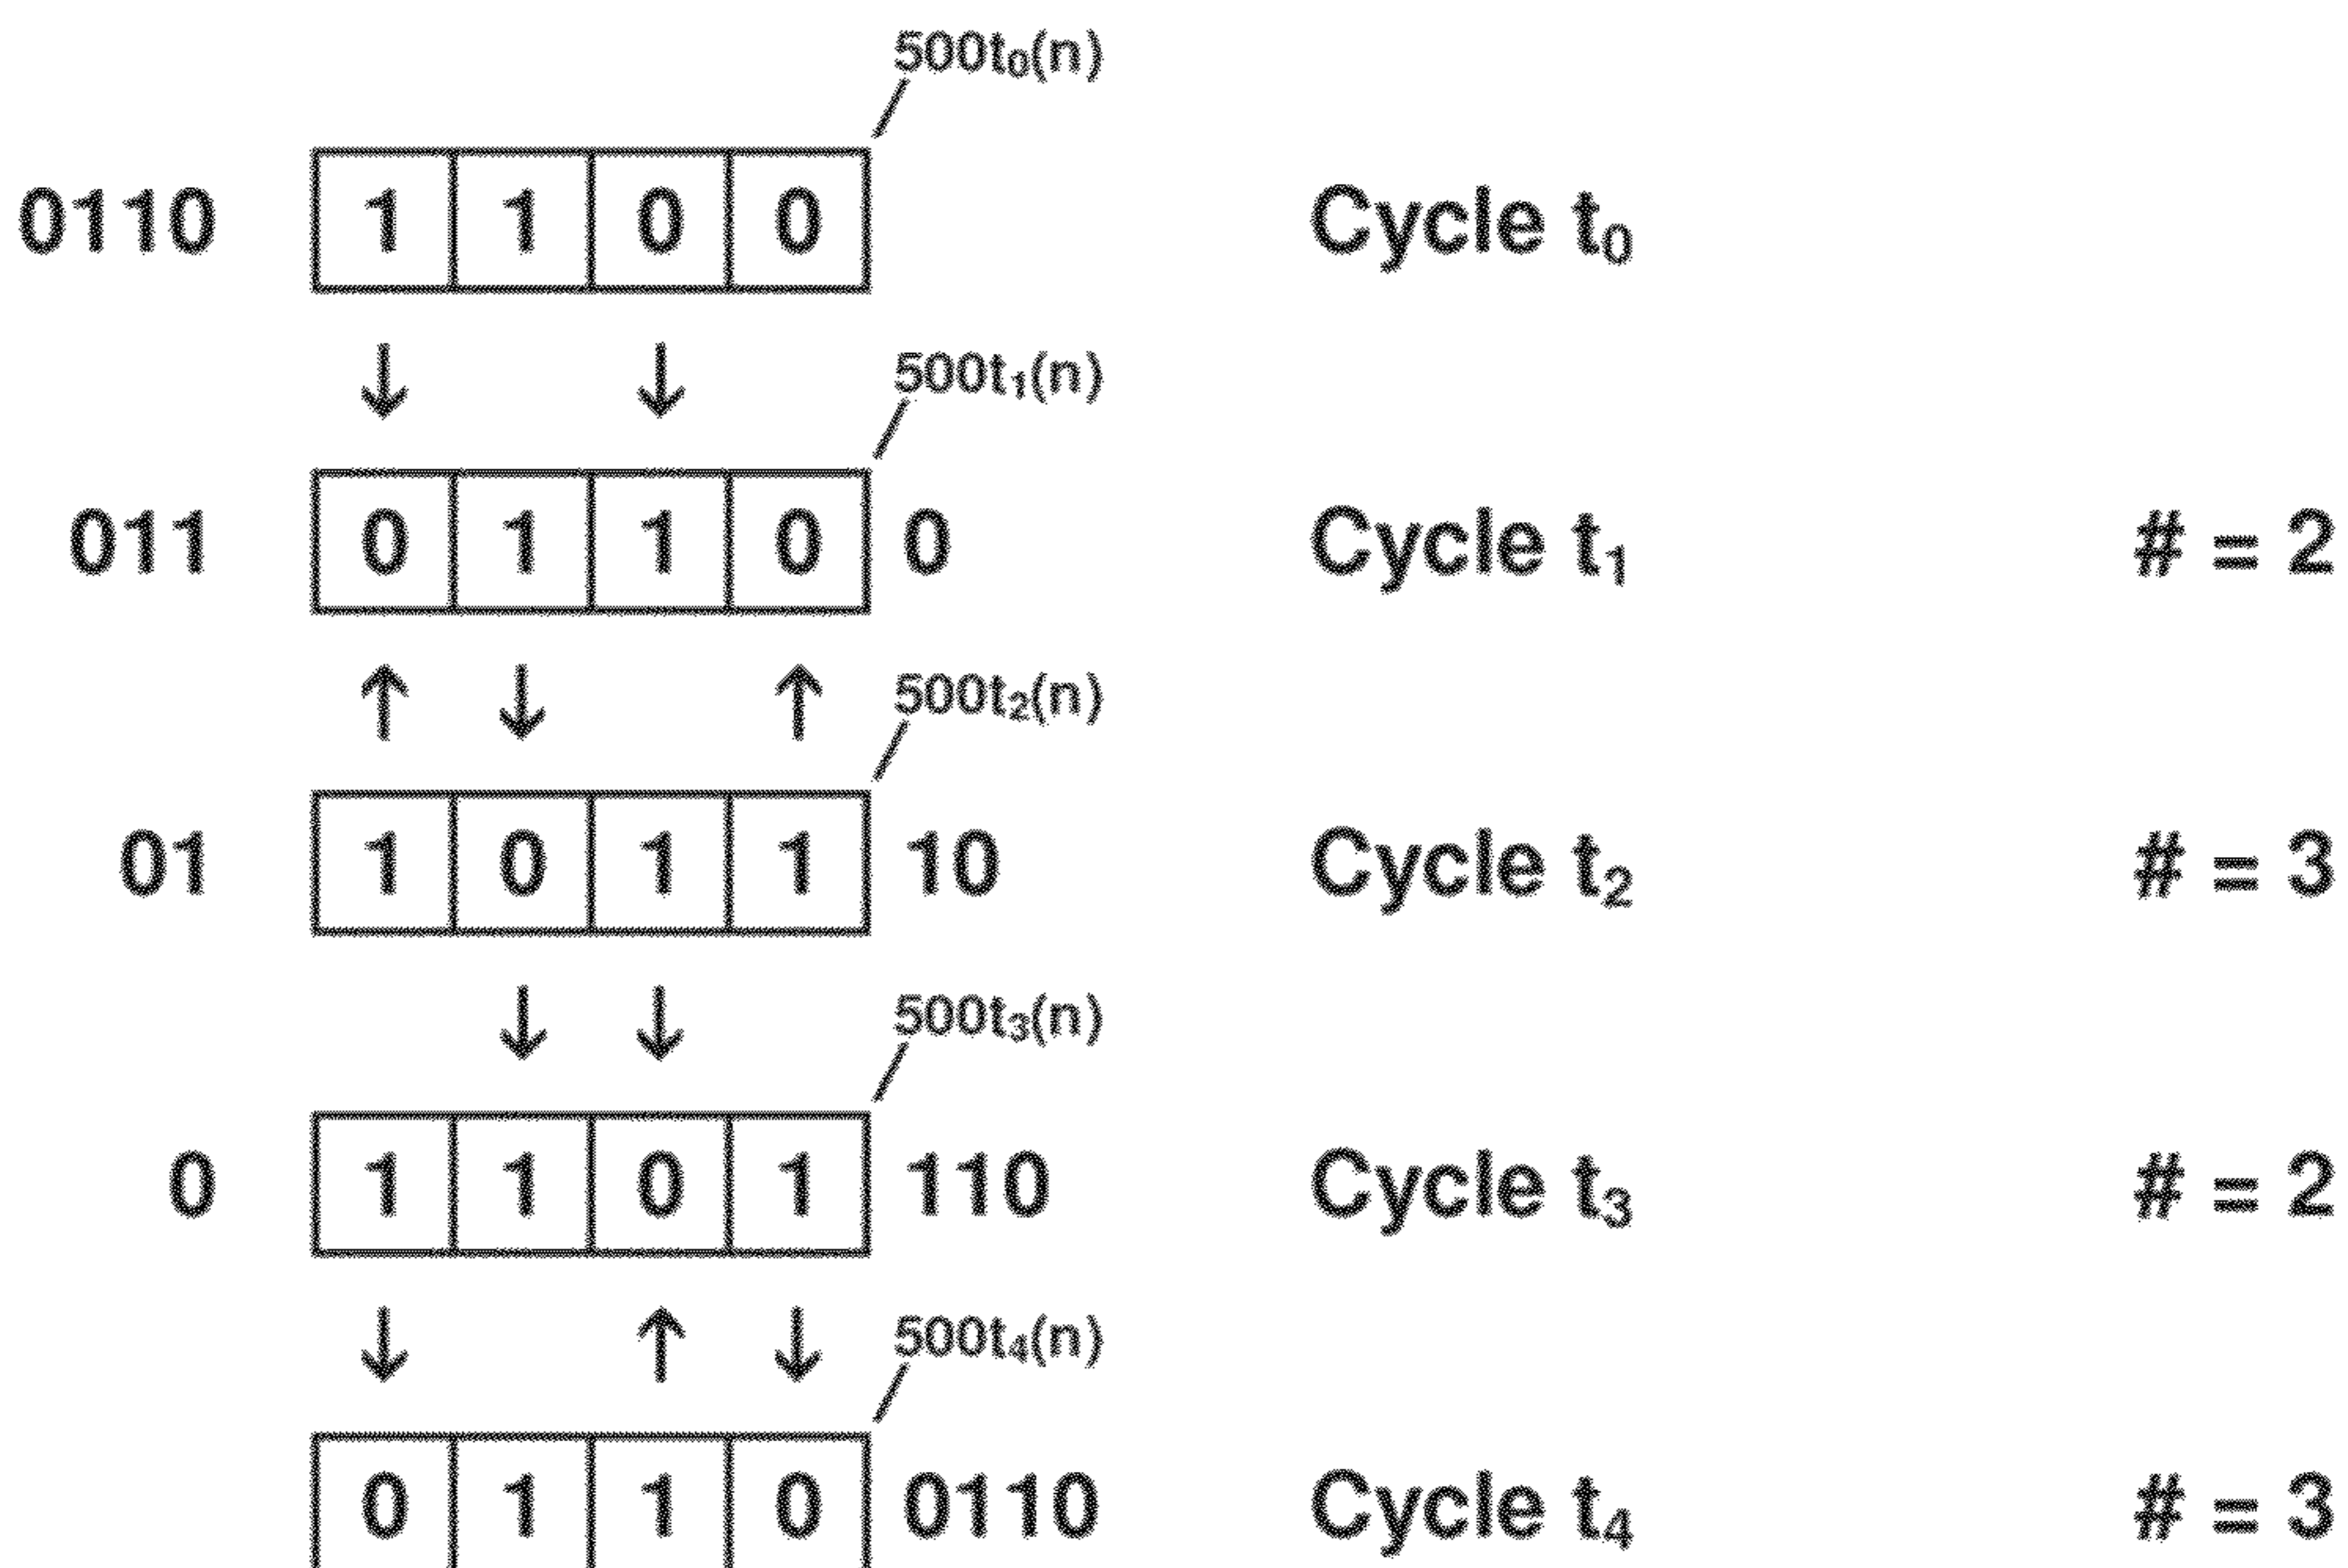 500t₀(n)
0110 1 1 0 0 Cycle t₀
↓ ↓ 500t₁(n)
011 0 1 1 0 0 Cycle t₁ # = 2
↑ ↓ ↑ 500t₂(n)
01 1 0 1 1 10 Cycle t₂ # = 3
↓ ↓ 500t₃(n)
0 1 1 0 1 110 Cycle t₃ # = 2
↓ ↑ ↓ 500t₄(n)
0 1 1 0 0110 Cycle t₄ # = 3